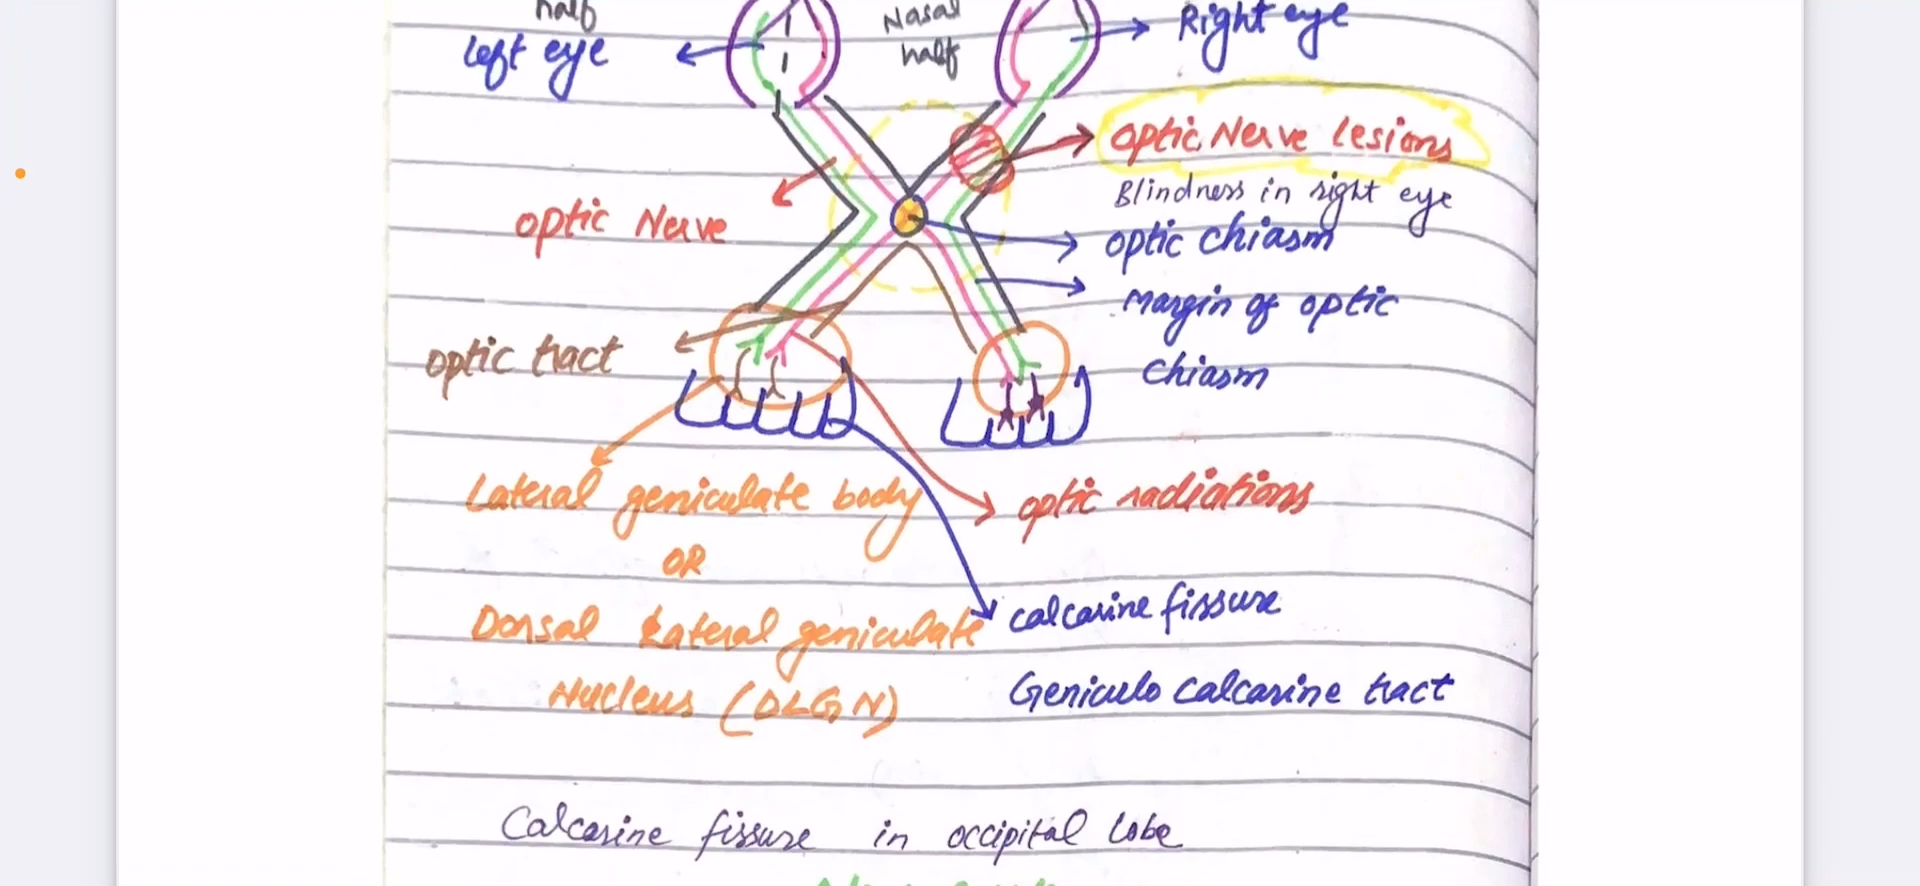 half
Nasal
half
Left eye
Right eye
Optic Nerve lesions
Blindness in right eye
Optic Nerve
Optic chiasm
Margin of optic
chiasm
Optic tract
Lateral geniculate body
optic radiations
OR
Dorsal Lateral geniculate
calcarine fissure
Nucleus (DLGN)
Geniculo calcarine tract
Calcarine fissure in occipital lobe